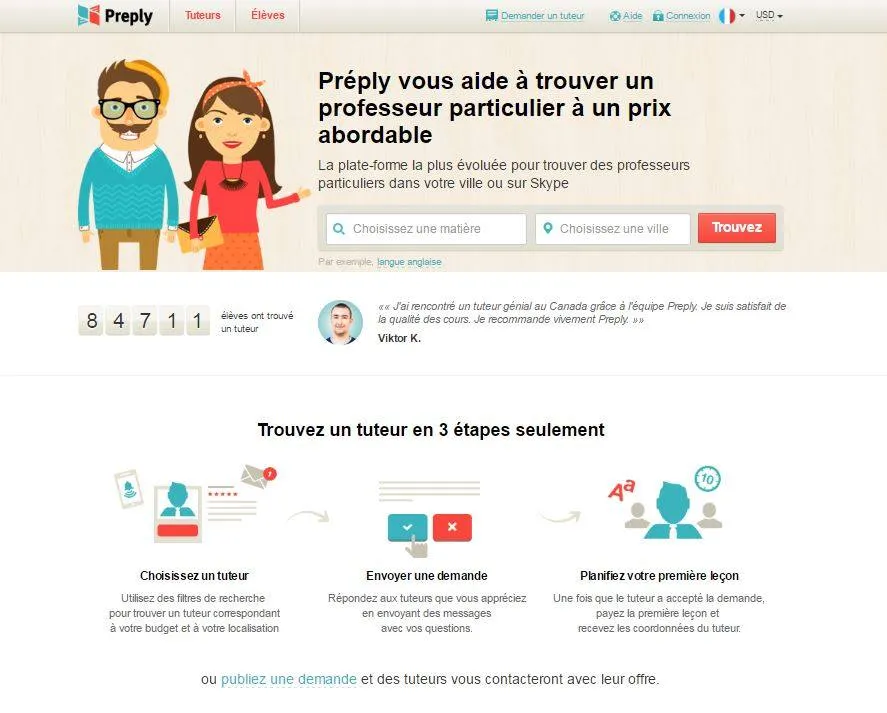 Preply Tuteurs Élèves Demander un tuteur Aide Connexion USD
Préply vous aide à trouver un
professeur particulier à un prix
abordable
La plate-forme la plus évoluée pour trouver des professeurs
particuliers dans votre ville ou sur Skype
Choisissez une matière Choisissez une ville Trouvez
Par exemple, langue anglaise
8 4 7 1 1 élèves ont trouvé
un tuteur
«« J'ai rencontré un tuteur génial au Canada grâce à l'équipe Preply. Je suis satisfait de
la qualité des cours. Je recommande vivement Preply. »»
Viktor K.
Trouvez un tuteur en 3 étapes seulement
1
Aa 10
Choisissez un tuteur
Utilisez des filtres de recherche
pour trouver un tuteur correspondant
à votre budget et à votre localisation
Envoyer une demande
Répondez aux tuteurs que vous appréciez
en envoyant des messages
avec vos questions.
Planifiez votre première leçon
Une fois que le tuteur a accepté la demande,
payez la première leçon et
recevez les coordonnées du tuteur.
ou publiez une demande et des tuteurs vous contacteront avec leur offre.